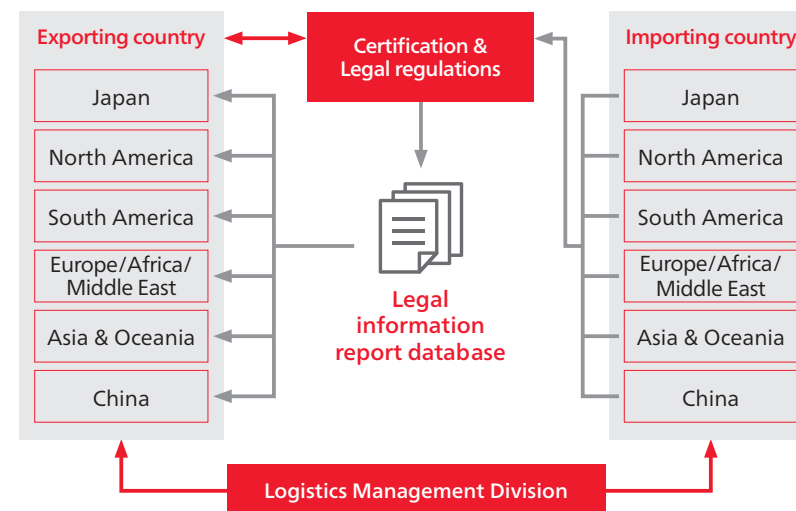 Exporting country
Japan
North America
South America
Europe/Africa/
Middle East
Asia & Oceania
China
Certification &
Legal regulations
Legal
information
report database
Importing country
Japan
North America
South America
Europe/Africa/
Middle East
Asia & Oceania
China
Logistics Management Division